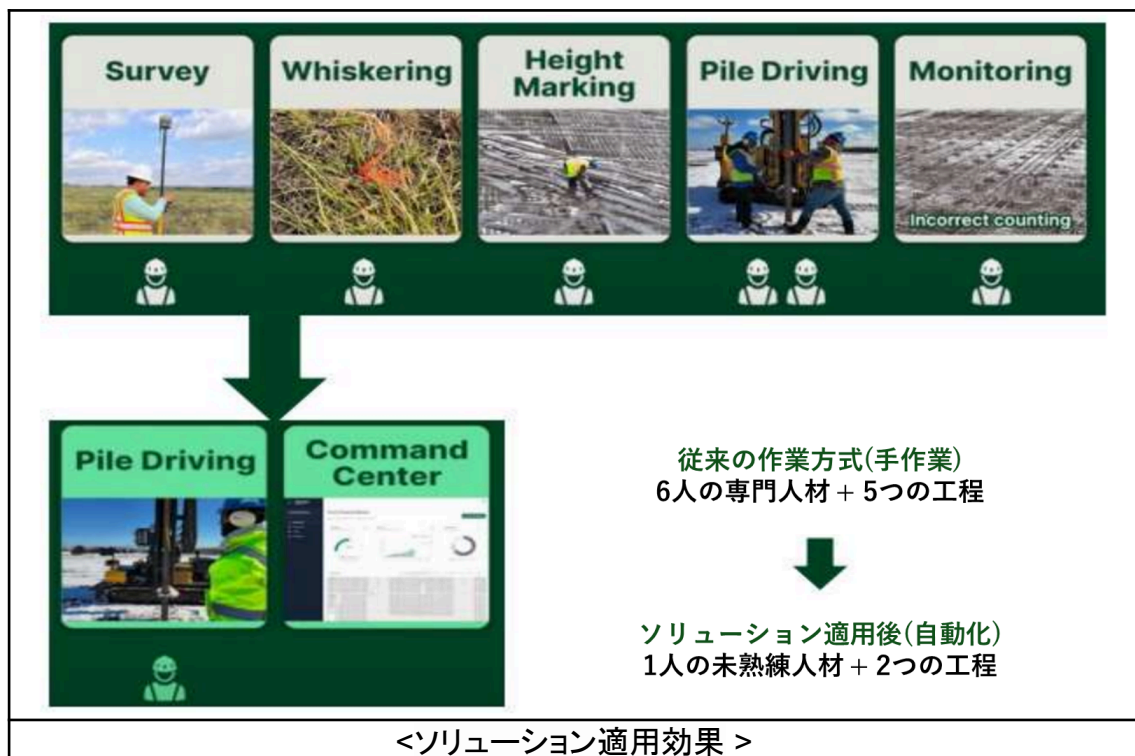 Survey
Whiskering
Height
Marking
Pile Driving
Monitoring
Incorrect counting
Pile Driving
Command
Center
従来の作業方式(手作業)
6人の専門人材 + 5つの工程
ソリューション適用後(自動化)
1人の未熟練人材 + 2つの工程
<ソリューション適用効果 >